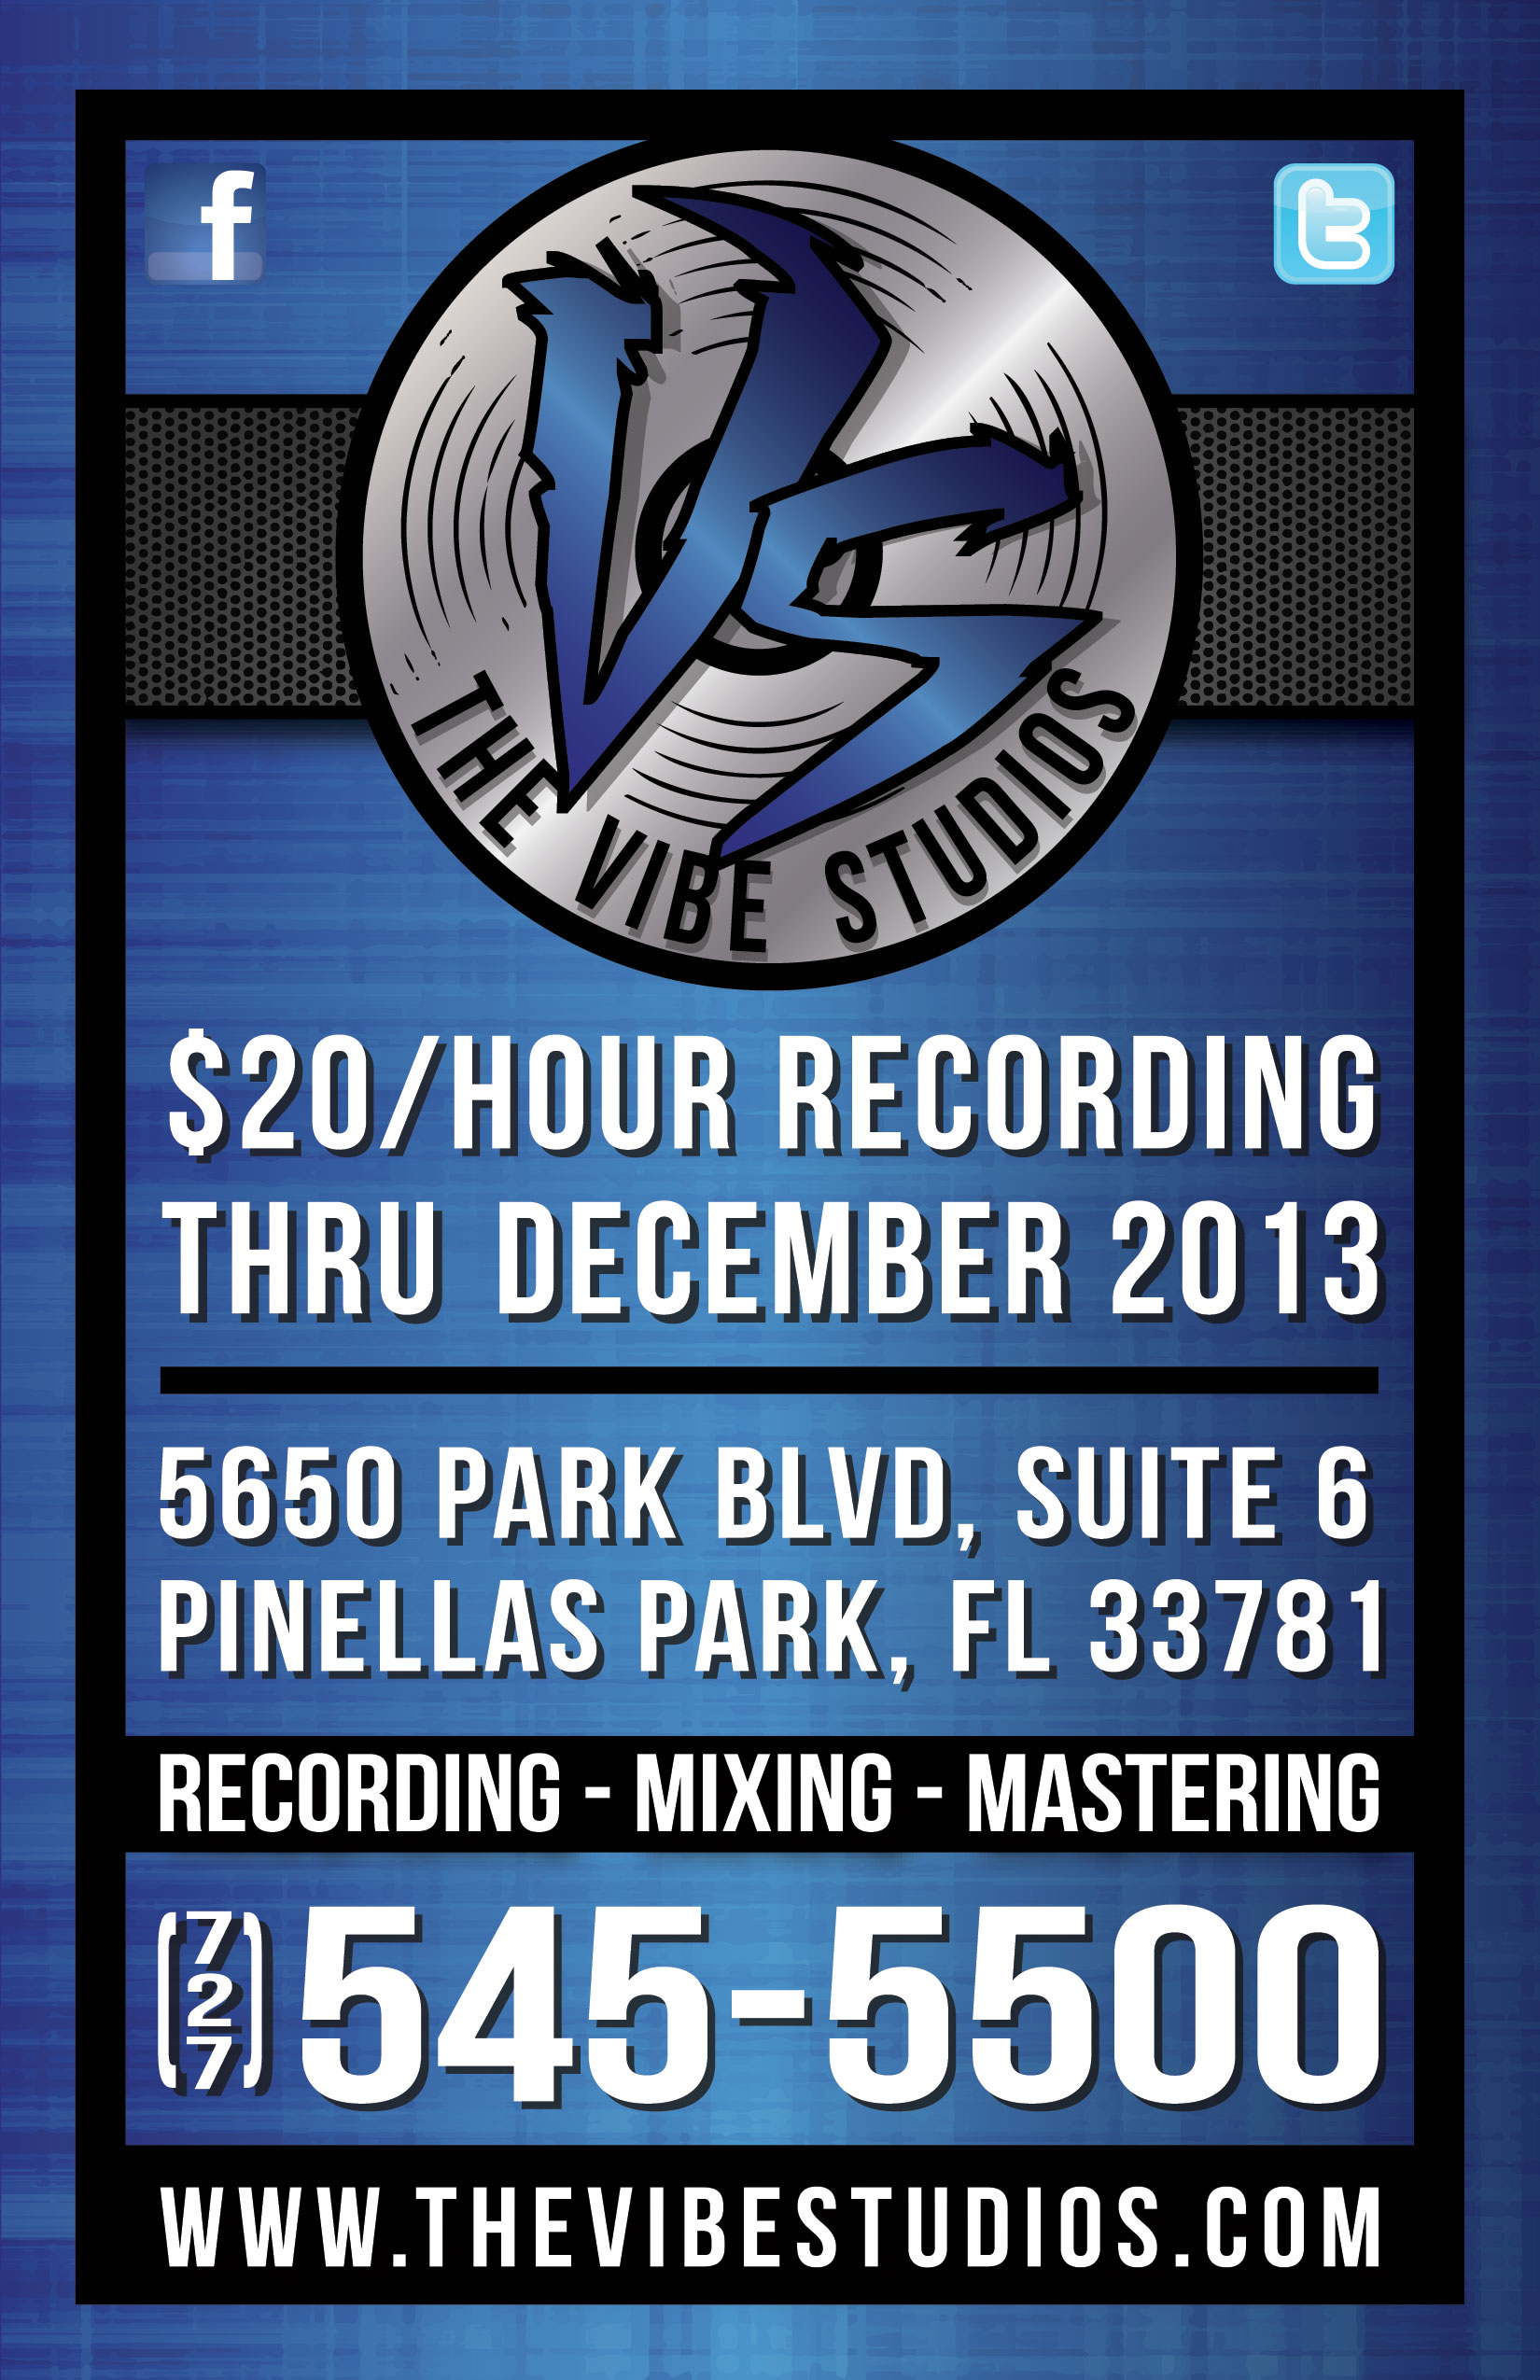 f
t
VS
THE VIBE STUDIOS
$20/HOUR RECORDING
THRU DECEMBER 2013
5650 PARK BLVD, SUITE 6
PINELLAS PARK, FL 33781
RECORDING - MIXING - MASTERING
(727) 545-5500
WWW.THEVIBESTUDIOS.COM